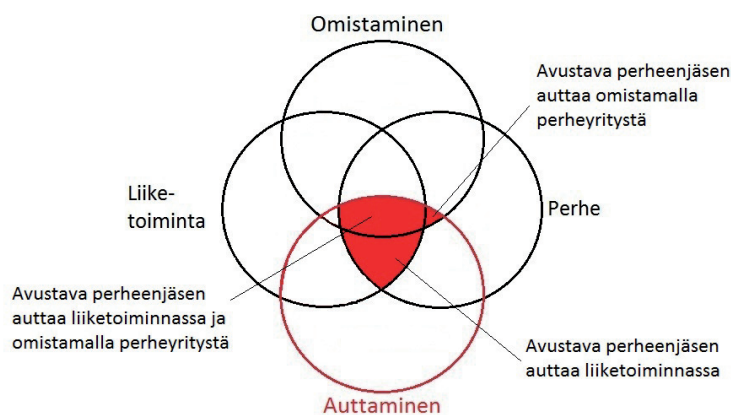 Omistaminen
Avustava perheenjäsen
auttaa omistamalla
perheyritystä
Liike-
toiminta
Perhe
Avustava perheenjäsen
auttaa liiketoiminnassa ja
omistamalla perheyritystä
Avustava perheenjäsen
auttaa liiketoiminnassa
Auttaminen